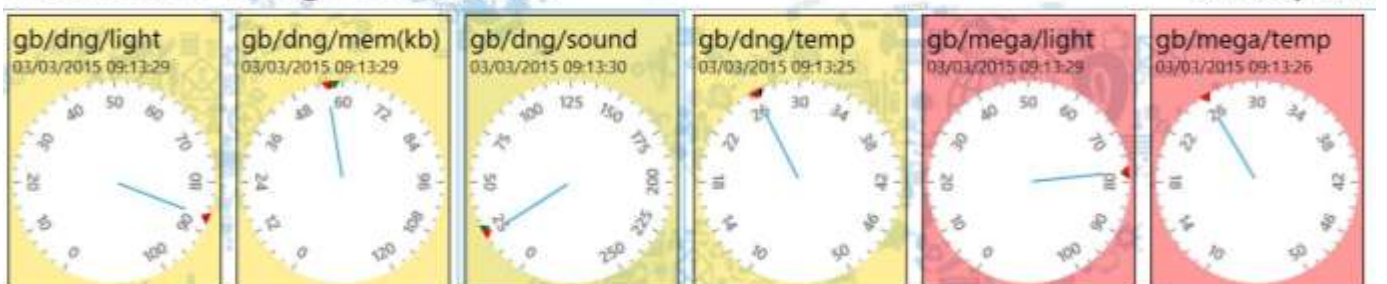 gb/dng/light
03/03/2015 09:13:29
0 10 20 30 40 50 60 70 80 90 100
gb/dng/mem(kb)
03/03/2015 09:13:29
0 12 24 36 48 60 72 84 96 108 120
gb/dng/sound
03/03/2015 09:13:30
0 25 50 75 100 125 150 175 200 225 250
gb/dng/temp
03/03/2015 09:13:25
10 14 18 22 26 30 34 38 42 46 50
gb/mega/light
03/03/2015 09:13:29
0 10 20 30 40 50 60 70 80 90 100
gb/mega/temp
03/03/2015 09:13:26
10 14 18 22 26 30 34 38 42 46 50